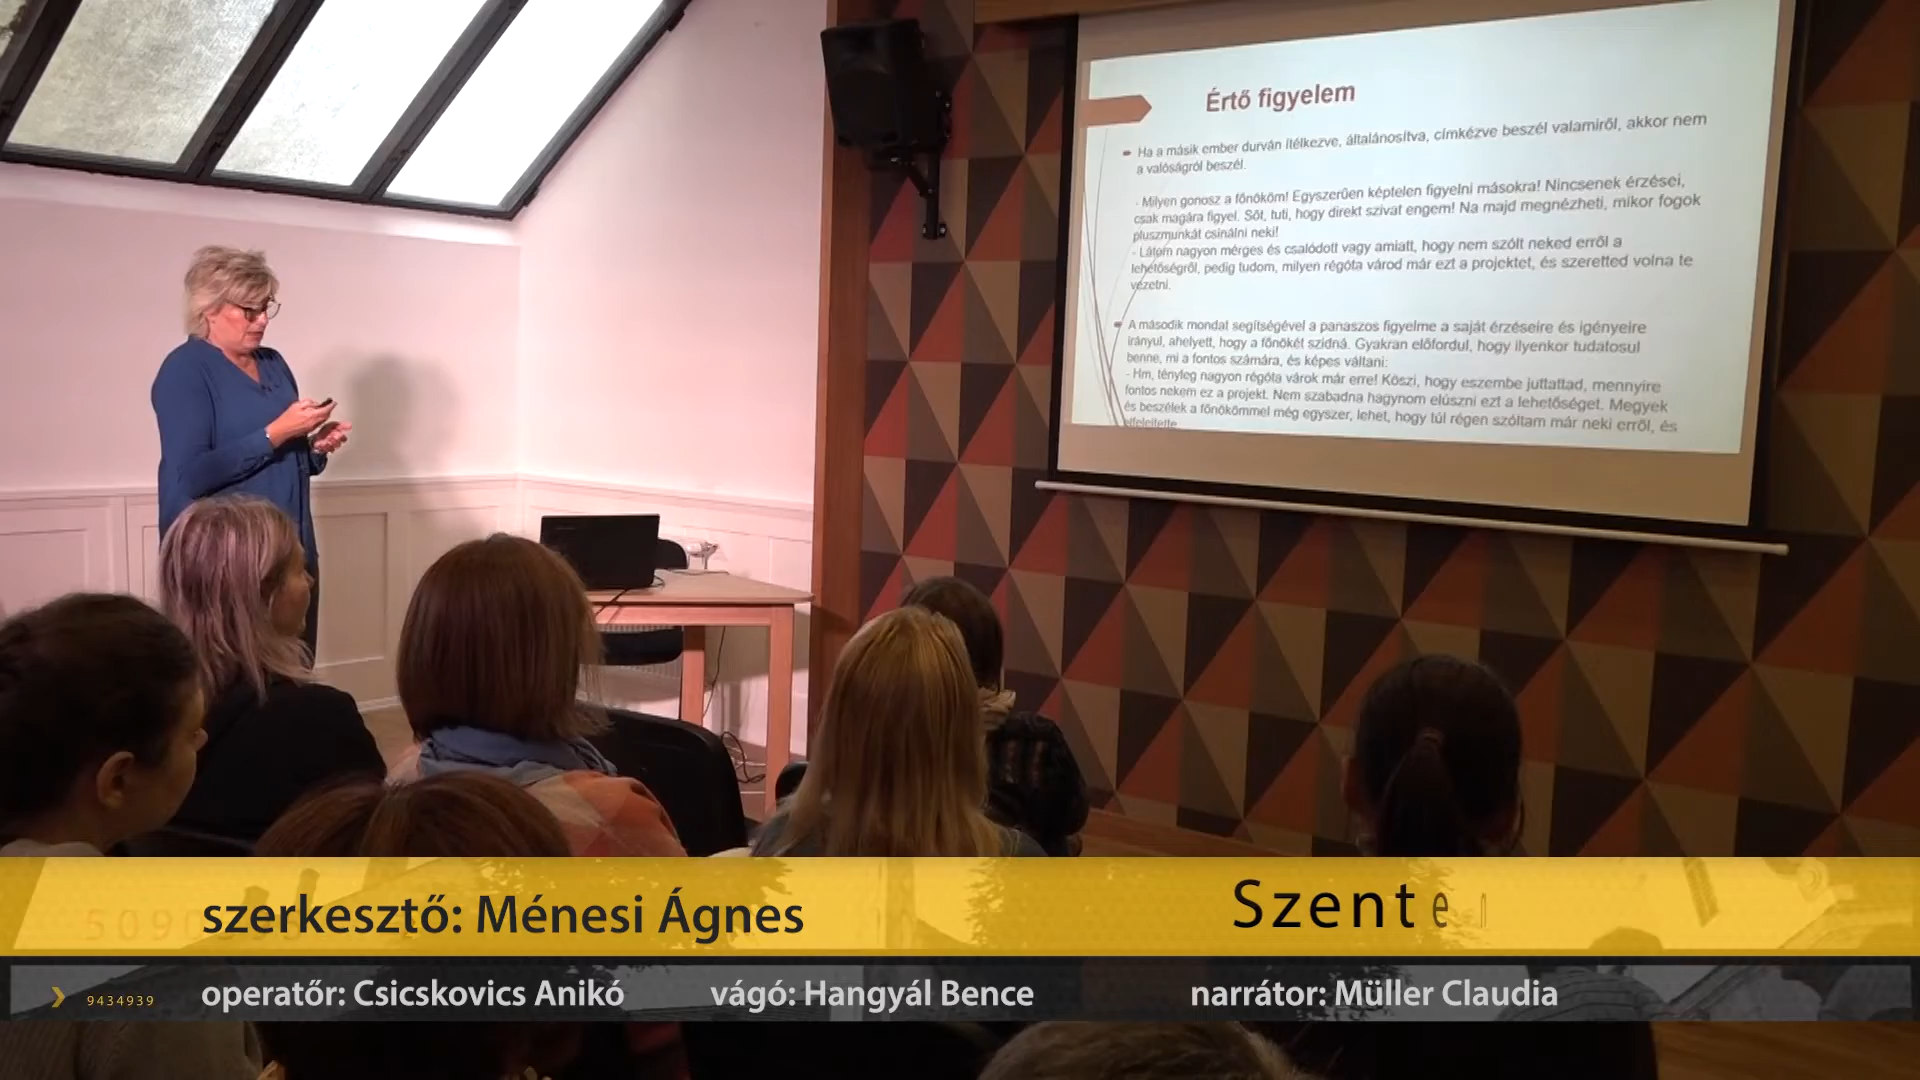 Értő figyelem
Ha a másik ember durván ítélkezve, általánosítva, címkézve beszél valamiről, akkor nem
a valóságról beszél.
- Milyen gonosz a főnököm! Egyszerűen képtelen figyelni másokra! Nincsenek érzései,
csak magára figyel. Sőt, tuti, hogy direkt szívat engem! Na majd megnézheti, mikor fogok
pluszmunkát csinálni neki!
- Látom nagyon mérges és csalódott vagy amiatt, hogy nem szólt neked erről a
lehetőségről, pedig tudom, milyen régóta várod már ezt a projektet, és szeretted volna te
vezetni.
A második mondat segítségével a panaszos figyelme a saját érzéseire és igényeire
irányul, ahelyett, hogy a főnökét szidná. Gyakran előfordul, hogy ilyenkor tudatosul
benne, mi a fontos számára, és képes váltani:
- Hm, tényleg nagyon régóta várok már erre! Köszi, hogy eszembe juttattad, mennyire
fontos nekem ez a projekt. Nem szabadna hagynom elúszni ezt a lehetőséget. Megyek
és beszélek a főnökömmel még egyszer, lehet, hogy túl régen szóltam már neki erről, és
elfelejtette
szerkesztő: Ménesi Ágnes
Szente
9434939
operatőr: Csicskovics Anikó
vágó: Hangyál Bence
narrátor: Müller Claudia